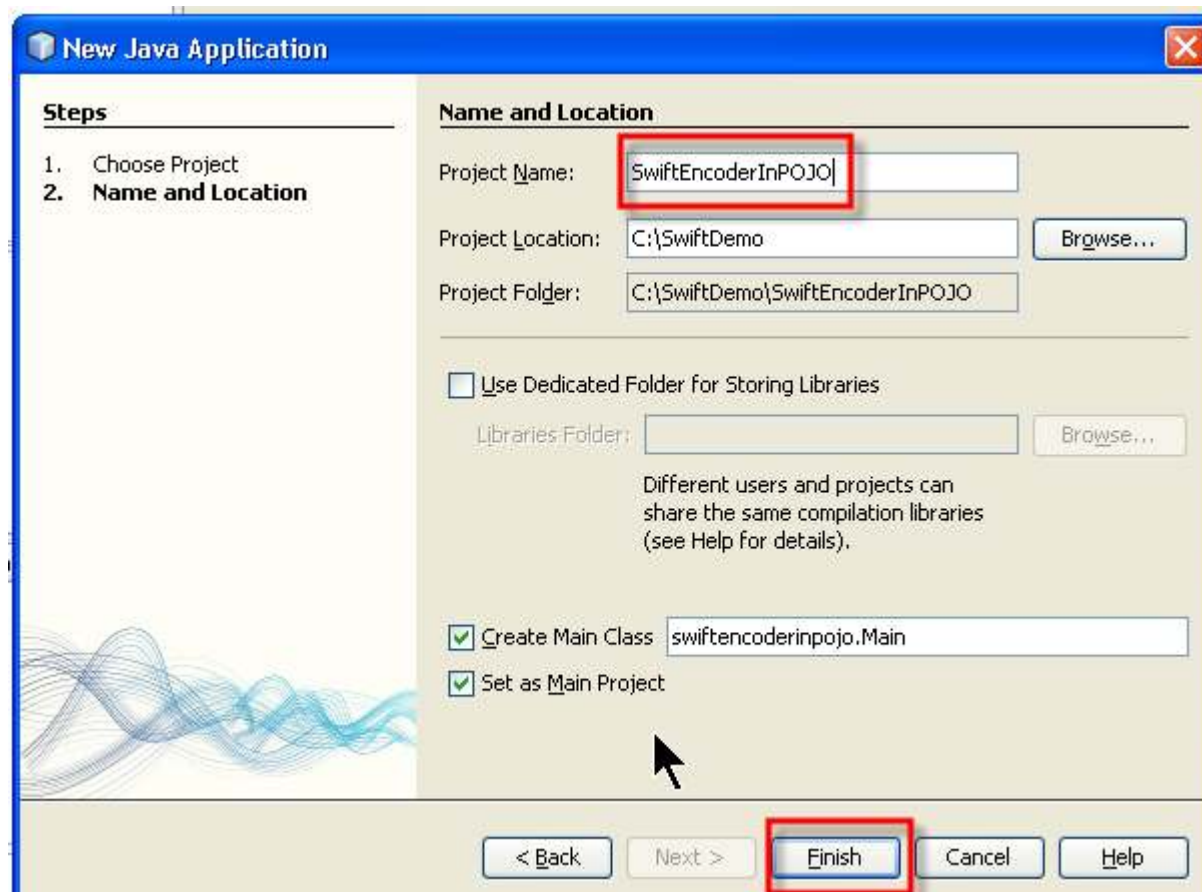 New Java Application
Steps
1. Choose Project
2. Name and Location
Name and Location
Project Name: SwiftEncoderInPOJO
Project Location: C:\SwiftDemo Browse...
Project Folder: C:\SwiftDemo\SwiftEncoderInPOJO
Use Dedicated Folder for Storing Libraries
Libraries Folder: Browse...
Different users and projects can
share the same compilation libraries
(see Help for details).
Create Main Class swiftencoderinpojo.Main
Set as Main Project
< Back Next > Finish Cancel Help